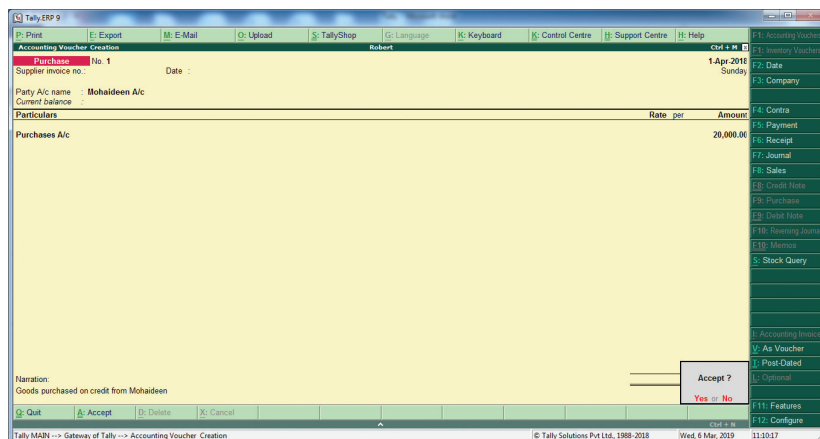 Tally.ERP 9
P: Print E: Export M: E-Mail O: Upload S: TallyShop G: Language K: Keyboard K: Control Centre H: Support Centre H: Help
Accounting Voucher Creation Robert Ctrl + M
Purchase No. 1 1-Apr-2018
Supplier invoice no.: Date : Sunday
Party A/c name : Mohaideen A/c
Current balance :
Particulars Rate per Amount
Purchases A/c 20,000.00
Narration:
Goods purchased on credit from Mohaideen
Accept ?
Yes or No
Q: Quit A: Accept D: Delete X: Cancel
Ctrl + N
Tally MAIN --> Gateway of Tally --> Accounting Voucher Creation © Tally Solutions Pvt Ltd., 1988-2018 Wed, 6 Mar, 2019 11:10:17
F1: Accounting Vouchers
F1: Inventory Vouchers
F2: Date
F3: Company
F4: Contra
F5: Payment
F6: Receipt
F7: Journal
F8: Sales
F8: Credit Note
F9: Purchase
F9: Debit Note
F10: Reversing Journal
F10: Memos
S: Stock Query
I: Accounting Invoice
V: As Voucher
T: Post-Dated
L: Optional
F11: Features
F12: Configure